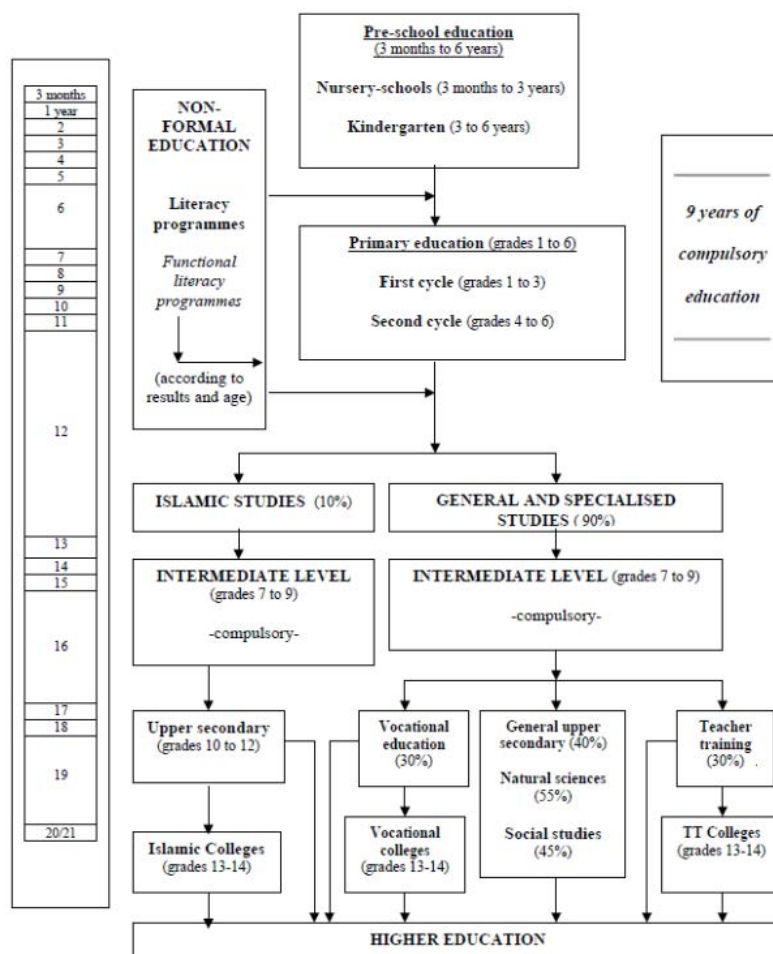 Pre-school education
(3 months to 6 years)
Nursery-schools (3 months to 3 years)
Kindergarten (3 to 6 years)
3 months
1 year
2
3
4
5
6
7
8
9
10
11
12
13
14
15
16
17
18
19
20/21
NON-
FORMAL
EDUCATION
Literacy
programmes
Functional
literacy
programmes
(according to
results and age)
9 years of
compulsory
education
Primary education (grades 1 to 6)
First cycle (grades 1 to 3)
Second cycle (grades 4 to 6)
ISLAMIC STUDIES (10%)
GENERAL AND SPECIALISED
STUDIES (90%)
INTERMEDIATE LEVEL
(grades 7 to 9)
-compulsory-
INTERMEDIATE LEVEL (grades 7 to 9)
-compulsory-
Upper secondary
(grades 10 to 12)
Vocational
education
(30%)
General upper
secondary (40%)
Natural sciences
(55%)
Social studies
(45%)
Teacher
training
(30%) .
Islamic Colleges
(grades 13-14)
Vocational
colleges
(grades 13-14)
TT Colleges
(grades 13-14)
HIGHER EDUCATION